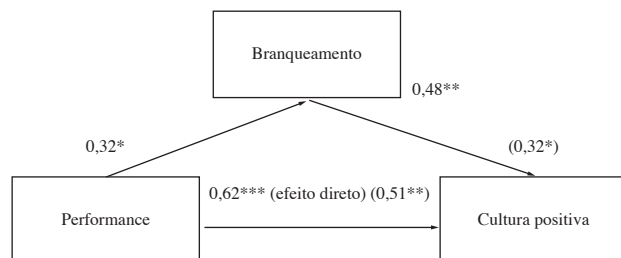 Branqueamento
0,48**
0,32*
(0,32*)
0,62*** (efeito direto) (0,51**)
Performance
Cultura positiva